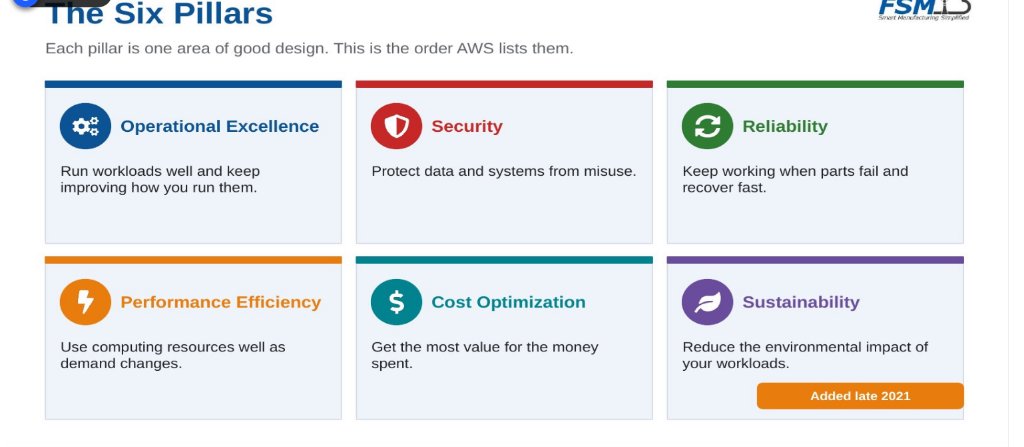 The Six Pillars
FSM
Smart Manufacturing Simplified
Each pillar is one area of good design. This is the order AWS lists them.
Operational Excellence
Run workloads well and keep
improving how you run them.
Security
Protect data and systems from misuse.
Reliability
Keep working when parts fail and
recover fast.
Performance Efficiency
Use computing resources well as
demand changes.
Cost Optimization
Get the most value for the money
spent.
Sustainability
Reduce the environmental impact of
your workloads.
Added late 2021